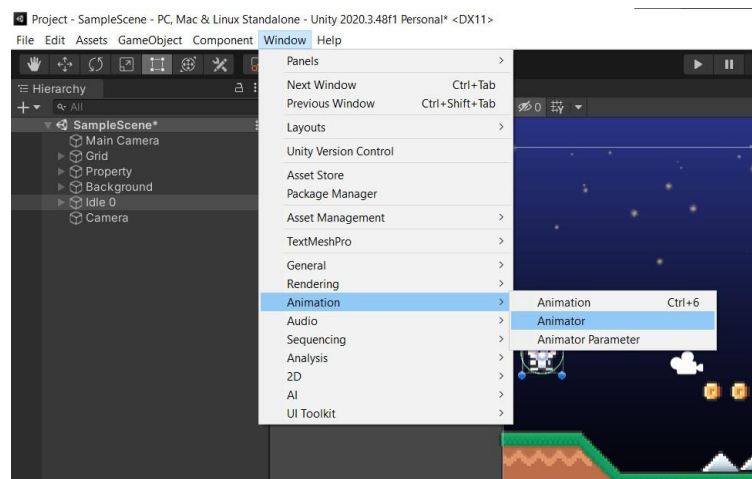 Project - SampleScene - PC, Mac & Linux Standalone - Unity 2020.3.48f1 Personal* <DX11>
File Edit Assets GameObject Component Window Help
Hierarchy
All
SampleScene*
Main Camera
Grid
Property
Background
Idle 0
Camera
Panels
Next Window Ctrl+Tab
Previous Window Ctrl+Shift+Tab
Layouts
Unity Version Control
Asset Store
Package Manager
Asset Management
TextMeshPro
General
Rendering
Animation
Audio
Sequencing
Analysis
2D
AI
UI Toolkit
Animation Ctrl+6
Animator
Animator Parameter
0